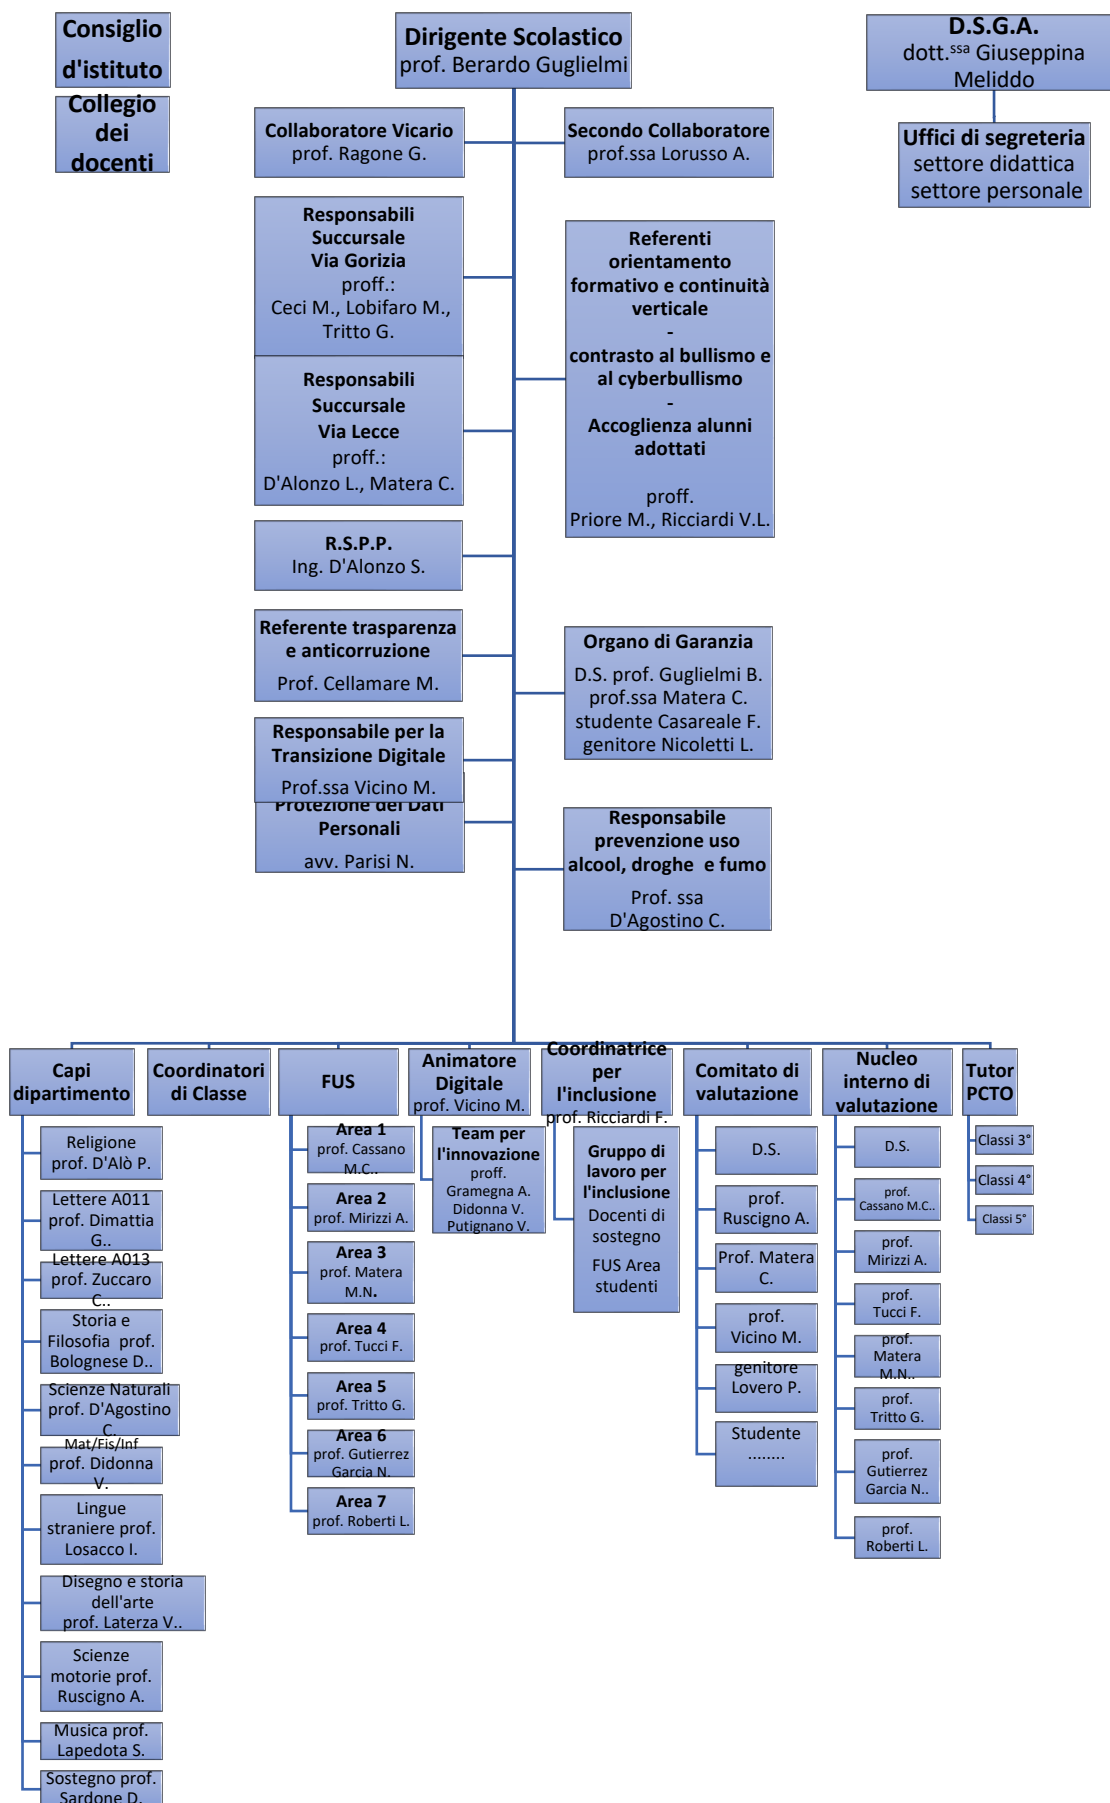 Consiglio
d'istituto
Collegio
dei
docenti
Dirigente Scolastico
prof. Berardo Guglielmi
D.S.G.A.
dott.ssa Giuseppina
Meliddo
Uffici di segreteria
settore didattica
settore personale
Collaboratore Vicario
prof. Ragone G.
Secondo Collaboratore
prof.ssa Lorusso A.
Responsabili
Succursale
Via Gorizia
proff.:
Ceci M., Lobifaro M.,
Tritto G.
Referenti
orientamento
formativo e continuità
verticale
-
contrasto al bullismo e
al cyberbullismo
-
Accoglienza alunni
adottati
proff.
Priore M., Ricciardi V.L.
Responsabili
Succursale
Via Lecce
proff.:
D'Alonzo L., Matera C.
R.S.P.P.
Ing. D'Alonzo S.
Referente trasparenza
e anticorruzione
Prof. Cellamare M.
Organo di Garanzia
D.S. prof. Guglielmi B.
prof.ssa Matera C.
studente Casareale F.
genitore Nicoletti L.
Responsabile per la
Transizione Digitale
Prof.ssa Vicino M.
Protezione dei Dati
Personali
avv. Parisi N.
Responsabile
prevenzione uso
alcool, droghe  e fumo
Prof. ssa
D'Agostino C.
Capi
dipartimento
Religione
prof. D'Alò P.
Lettere A011
prof. Dimattia
G..
Lettere A013
prof. Zuccaro
C..
Storia e
Filosofia  prof.
Bolognese D..
Scienze Naturali
prof. D'Agostino
C.
Mat/Fis/Inf
prof. Didonna
V.
Lingue
straniere prof.
Losacco I.
Disegno e storia
dell'arte
prof. Laterza V..
Scienze
motorie prof.
Ruscigno A.
Musica prof.
Lapedota S.
Sostegno prof.
Sardone D.
Coordinatori
di Classe
FUS
Area 1
prof. Cassano
M.C..
Area 2
prof. Mirizzi A.
Area 3
prof. Matera
M.N.
Area 4
prof. Tucci F.
Area 5
prof. Tritto G.
Area 6
prof. Gutierrez
Garcia N.
Area 7
prof. Roberti L.
Animatore
Digitale
prof. Vicino M.
Team per
l'innovazione
proff.
Gramegna A.
Didonna V.
Putignano V.
Coordinatrice
per
l'inclusione
prof. Ricciardi F.
Gruppo di
lavoro per
l'inclusione
Docenti di
sostegno
FUS Area
studenti
Comitato di
valutazione
D.S.
prof.
Ruscigno A.
Prof. Matera
C.
prof.
Vicino M.
genitore
Lovero P.
Studente
........
Nucleo
interno di
valutazione
D.S.
prof.
Cassano M.C..
prof.
Mirizzi A.
prof.
Tucci F.
prof.
Matera
M.N..
prof.
Tritto G.
prof.
Gutierrez
Garcia N..
prof.
Roberti L.
Tutor
PCTO
Classi 3°
Classi 4°
Classi 5°